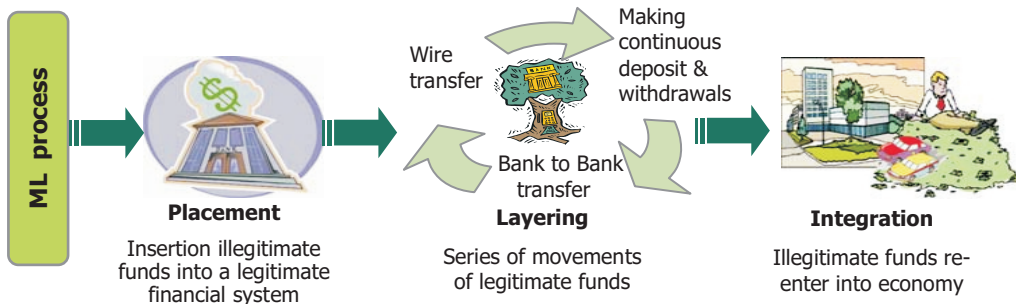 ML process
Placement
Insertion illegitimate
funds into a legitimate
financial system
Wire
transfer
Making
continuous
deposit &
withdrawals
BANK
Bank to Bank
transfer
Layering
Series of movements
of legitimate funds
Integration
Illegitimate funds re-
enter into economy